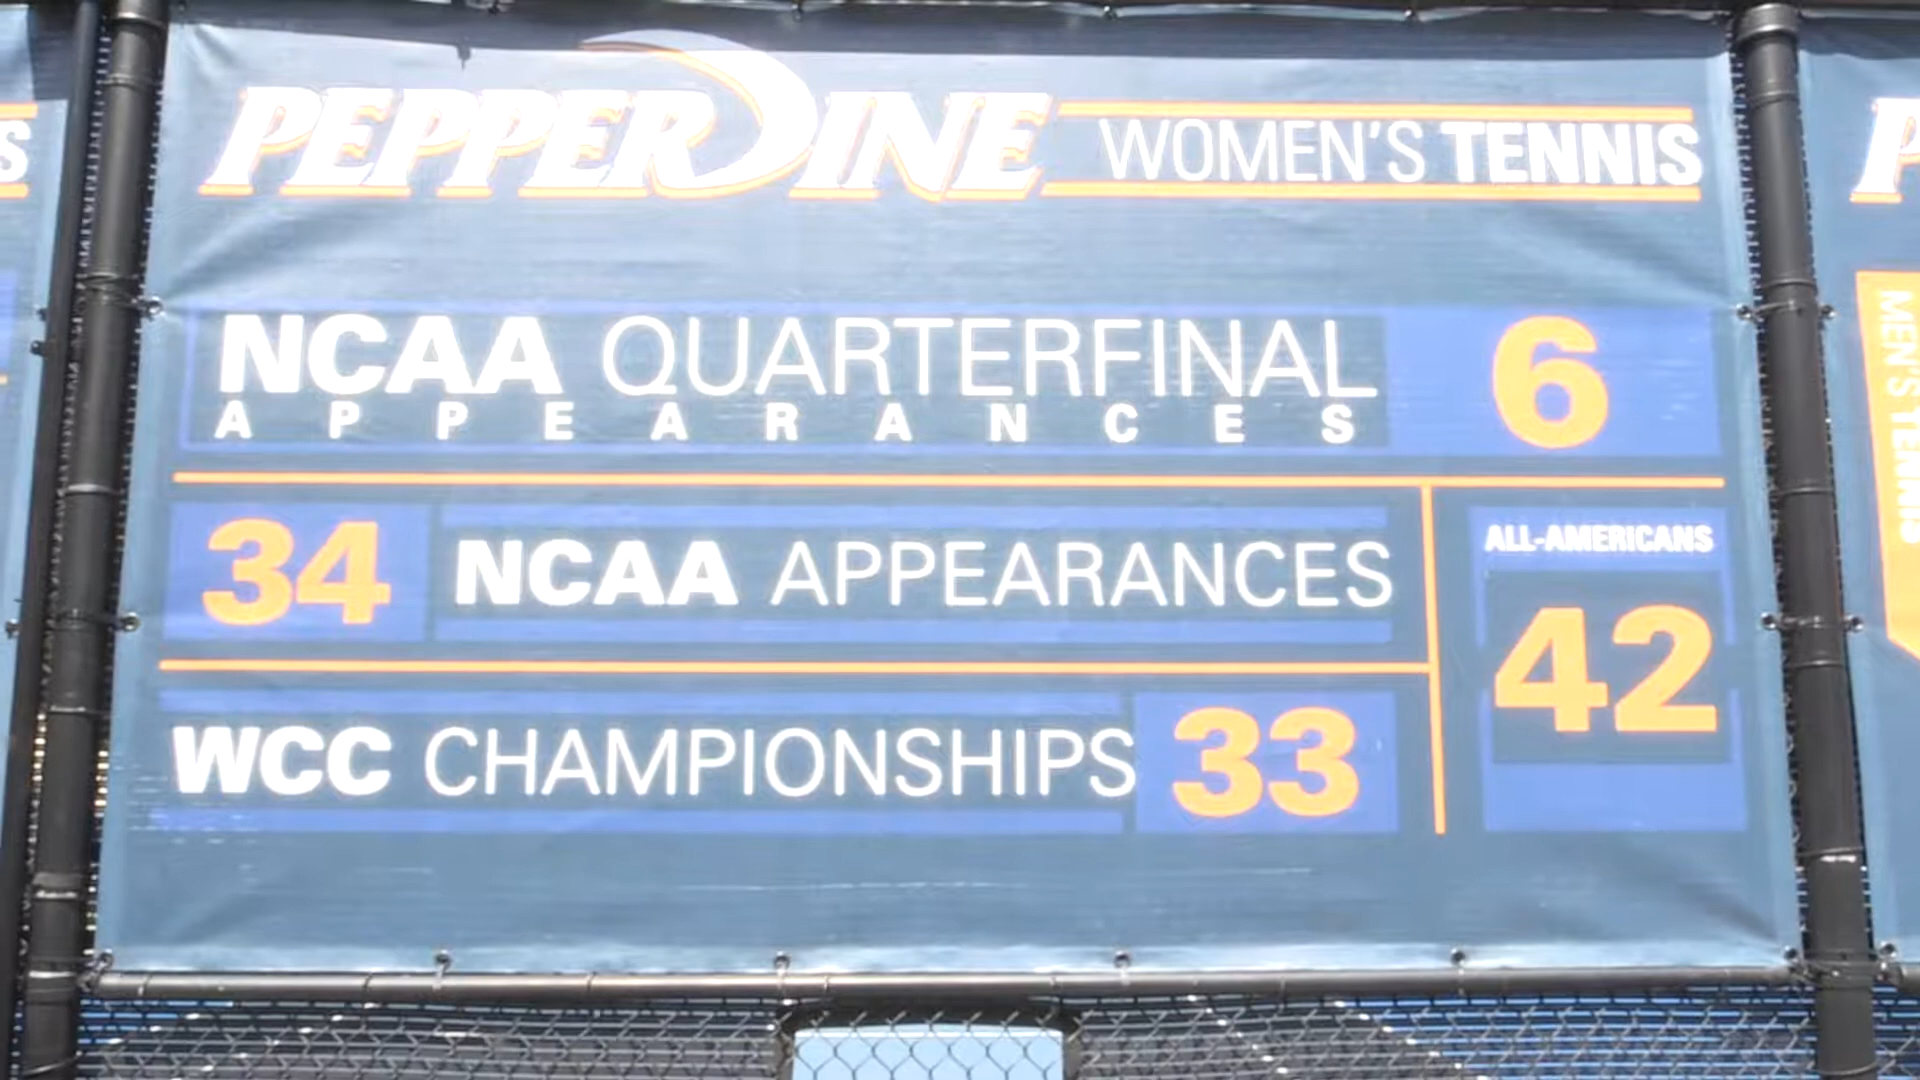 PEPPERDINE WOMEN'S TENNIS
NCAA QUARTERFINAL
APPEARANCES
6
34 NCAA APPEARANCES
ALL-AMERICANS
42
WCC CHAMPIONSHIPS 33
MEN'S TENNIS
S
P